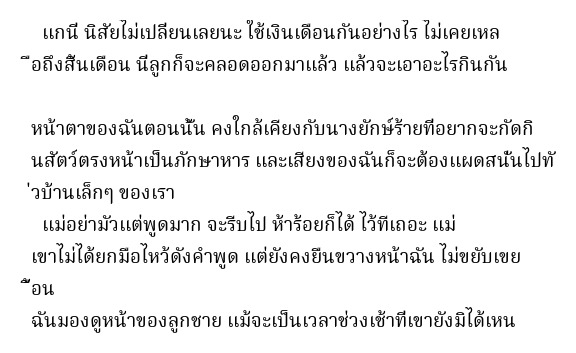 แกนี่ นิสัยไม่เปลี่ยนเลยนะ ใช้เงินเดือนกันอย่างไร ไม่เคยเหล
ือถึงสิ้นเดือน นี่ลูกก็จะคลอดออกมาแล้ว แล้วจะเอาอะไรกินกัน
หน้าตาของฉันตอนนั้น คงใกล้เคียงกับนางยักษ์ร้ายที่อยากจะกัดกิ
นสัตว์ตรงหน้าเป็นภักษาหาร และเสียงของฉันก็จะต้องแผดสนั่นไปทั
่วบ้านเล็กๆ ของเรา
แม่อย่ามัวแต่พูดมาก จะรีบไป ห้าร้อยก็ได้ ไว้ที่เถอะ แม่
เขาไม่ได้ยกมือไหว้ดังคำพูด แต่ยังคงยืนขวางหน้าฉัน ไม่ขยับเขย
ื้อน
ฉันมองดูหน้าของลูกชาย แม้จะเป็นเวลาช่วงเช้าที่เขายังมิได้เหน